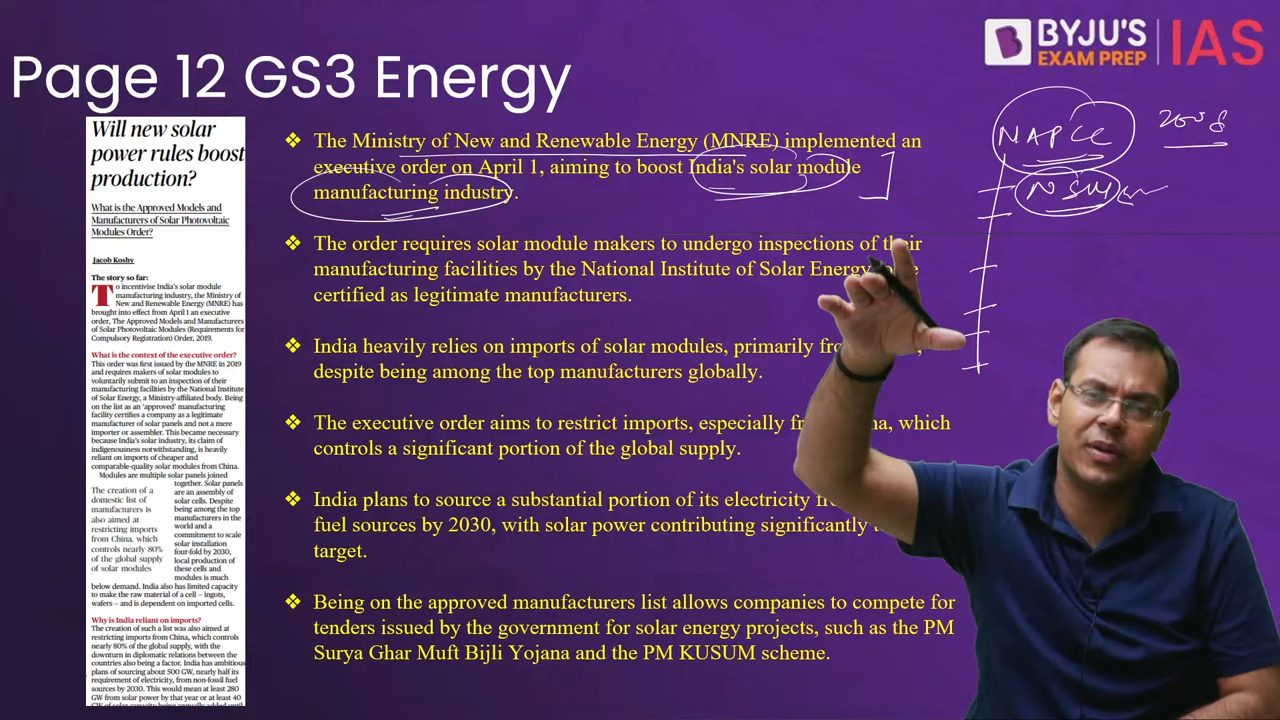 Page 12 GS3 Energy
BYJU'S
EXAM PREP
IAS
Will new solar
power rules boost
production?
What is the Approved Models and
Manufacturers of Solar Photovoltaic
Modules Order?
Jacob Koshy
The story so far:
To incentivise India's solar module
manufacturing industry, the Ministry of
New and Renewable Energy (MNRE) has
brought into effect from April 1 an executive
order, The Approved Models and Manufacturers
of Solar Photovoltaic Modules (Requirements for
Compulsory Registration) Order, 2019.
What is the context of the executive order?
This order was first issued by the MNRE in 2019
and requires makers of solar modules to
voluntarily submit to an inspection of their
manufacturing facilities by the National Institute
of Solar Energy, a Ministry-affiliated body. Being
on the list as an 'approved' manufacturing
facility certifies a company as a legitimate
manufacturer of solar panels and not a mere
importer or assembler. This became necessary
because India's solar industry, its claim of
indigenousness notwithstanding, is heavily
reliant on imports of cheaper and
comparable-quality solar modules from China.
Modules are multiple solar panels joined
together. Solar panels
are an assembly of
solar cells. Despite
being among the top
manufacturers in the
world and a
commitment to scale
solar installation
four-fold by 2030,
local production of
these cells and
modules is much
The creation of a
domestic list of
manufacturers is
also aimed at
restricting imports
from China, which
controls nearly 80%
of the global supply
of solar modules
below demand. India also has limited capacity
to make the raw material of a cell – ingots,
wafers – and is dependent on imported cells.
Why is India reliant on imports?
The creation of such a list was also aimed at
restricting imports from China, which controls
nearly 80% of the global supply, with the
downturn in diplomatic relations between the
countries also being a factor. India has ambitious
plans of sourcing about 500 GW, nearly half its
requirement of electricity, from non-fossil fuel
sources by 2030. This would mean at least 280
GW from solar power by that year or at least 40
GW of solar capacity being annually added until
❖ The Ministry of New and Renewable Energy (MNRE) implemented an
executive order on April 1, aiming to boost India's solar module
manufacturing industry.
❖ The order requires solar module makers to undergo inspections of their
manufacturing facilities by the National Institute of Solar Energy
certified as legitimate manufacturers.
❖ India heavily relies on imports of solar modules, primarily
despite being among the top manufacturers globally.
❖ The executive order aims to restrict imports, especially which
controls a significant portion of the global supply.
❖ India plans to source a substantial portion of its electricity
fuel sources by 2030, with solar power contributing significantly
target.
❖ Being on the approved manufacturers list allows companies to compete for
tenders issued by the government for solar energy projects, such as the PM
Surya Ghar Muft Bijli Yojana and the PM KUSUM scheme.
NAPCC 2008